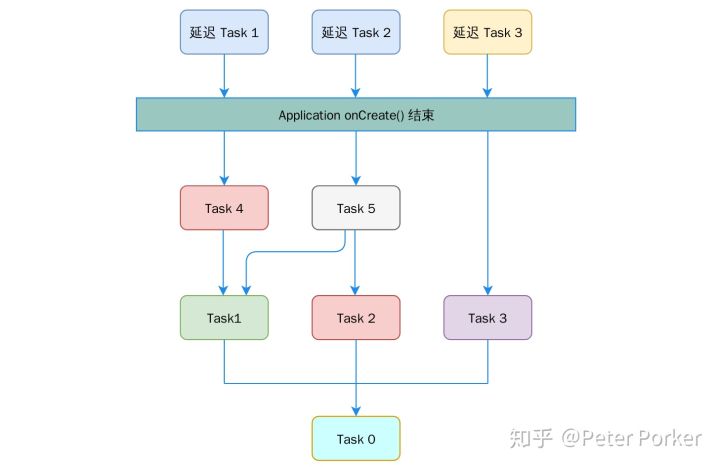 延迟 Task 1
延迟 Task 2
延迟 Task 3
Application onCreate() 结束
Task 4
Task 5
Task1
Task 2
Task 3
Task 0
知乎 @Peter Porker